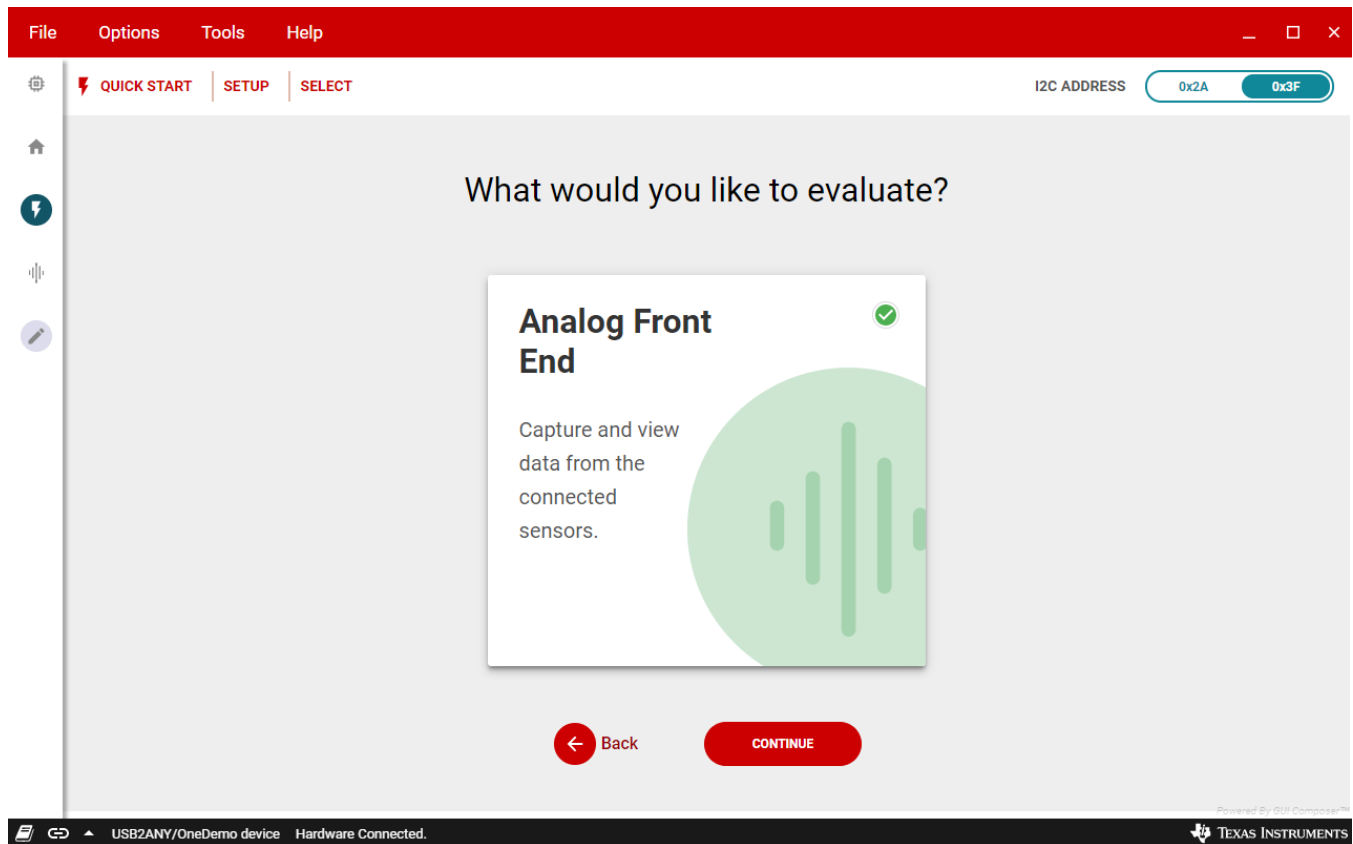 File Options Tools Help
QUICK START SETUP SELECT I2C ADDRESS 0x2A 0x3F
What would you like to evaluate?
Analog Front
End
Capture and view
data from the
connected
sensors.
Back CONTINUE
Powered By GUI Composer™
USB2ANY/OneDemo device Hardware Connected. TEXAS INSTRUMENTS